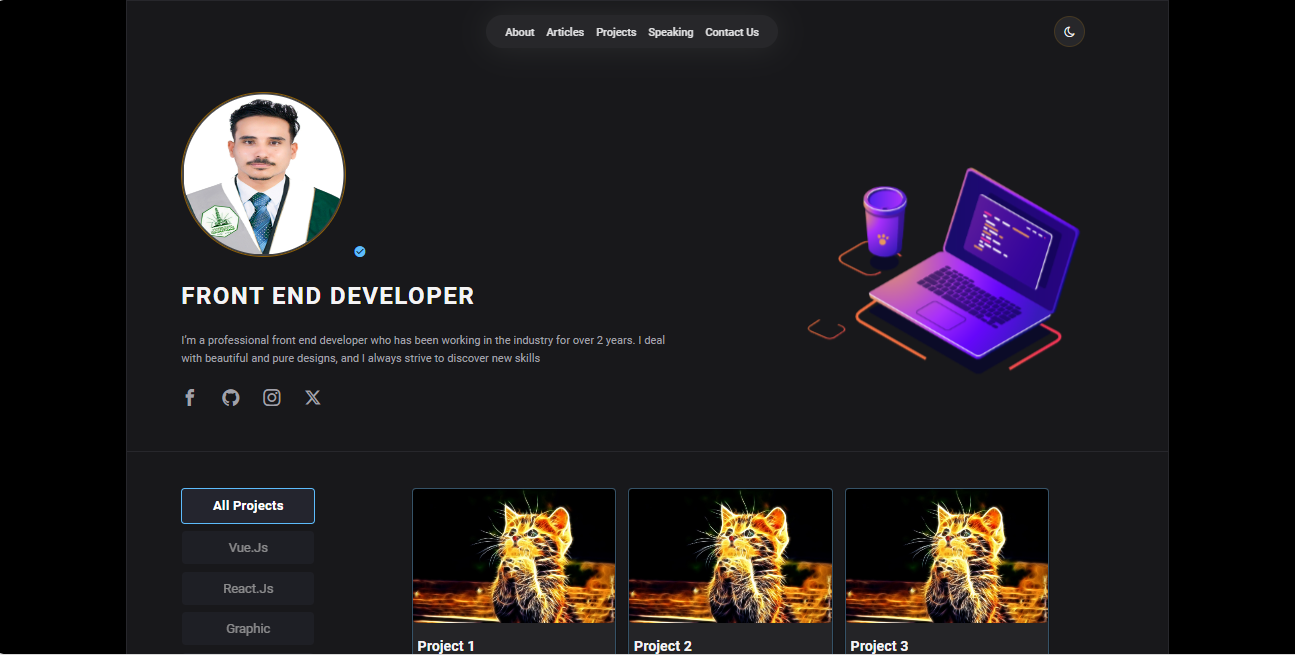 About Articles Projects Speaking Contact Us
FRONT END DEVELOPER
I'm a professional front end developer who has been working in the industry for over 2 years. I deal
with beautiful and pure designs, and I always strive to discover new skills
All Projects
Vue.Js
React.Js
Graphic
Project 1
Project 2
Project 3